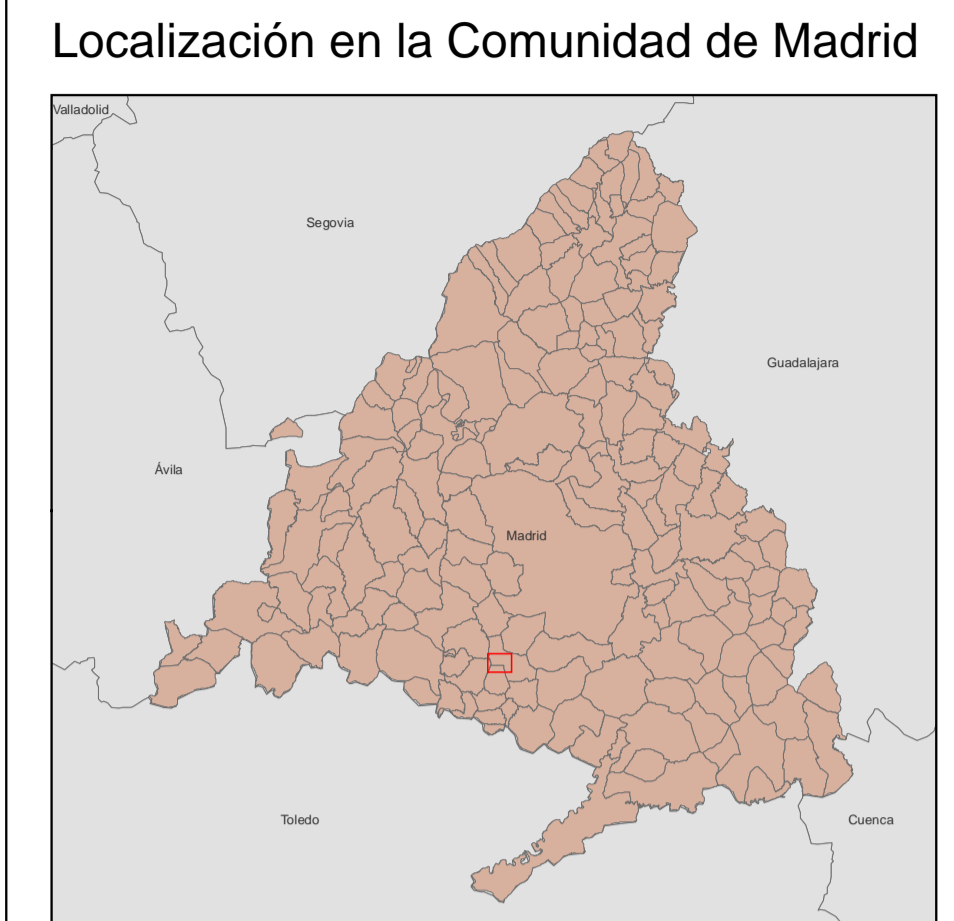 Localización en la Comunidad de Madrid
Valladolid
Segovia
Guadalajara
Ávila
Madrid
Toledo
Cuenca